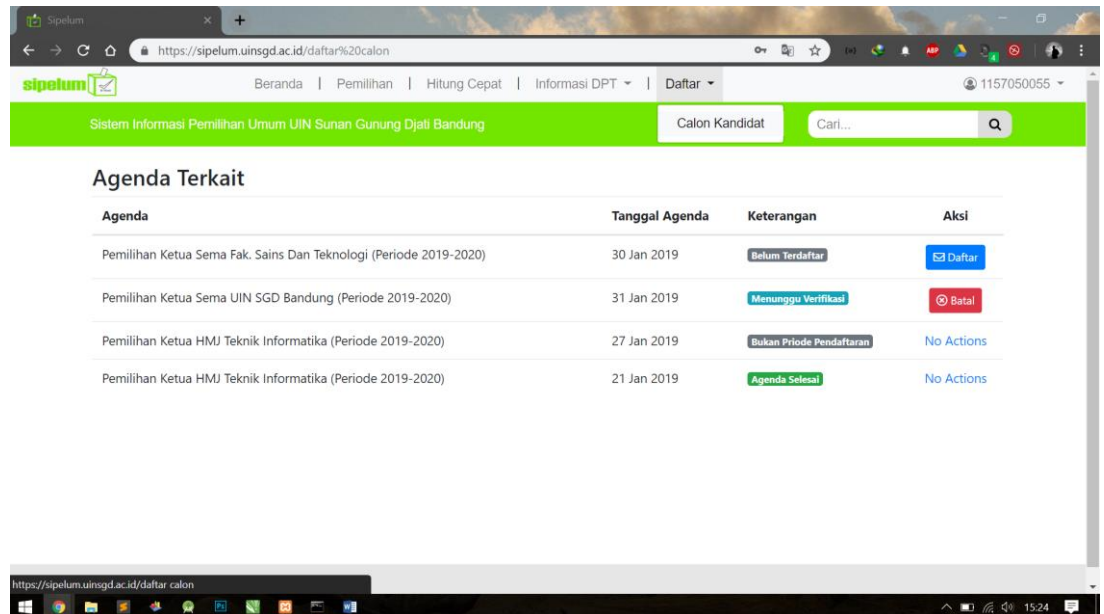 Sipelum
https://sipelum.uinsgd.ac.id/daftar%20calon
sipelum Beranda | Pemilihan | Hitung Cepat | Informasi DPT | Daftar 1157050055
Sistem Informasi Pemilihan Umum UIN Sunan Gunung Djati Bandung Calon Kandidat Cari...
Agenda Terkait
Agenda Tanggal Agenda Keterangan Aksi
Pemilihan Ketua Sema Fak. Sains Dan Teknologi (Periode 2019-2020) 30 Jan 2019 Belum Terdaftar Daftar
Pemilihan Ketua Sema UIN SGD Bandung (Periode 2019-2020) 31 Jan 2019 Menunggu Verifikasi Batal
Pemilihan Ketua HMJ Teknik Informatika (Periode 2019-2020) 27 Jan 2019 Bukan Priode Pendaftaran No Actions
Pemilihan Ketua HMJ Teknik Informatika (Periode 2019-2020) 21 Jan 2019 Agenda Selesai No Actions
https://sipelum.uinsgd.ac.id/daftar calon
15:24